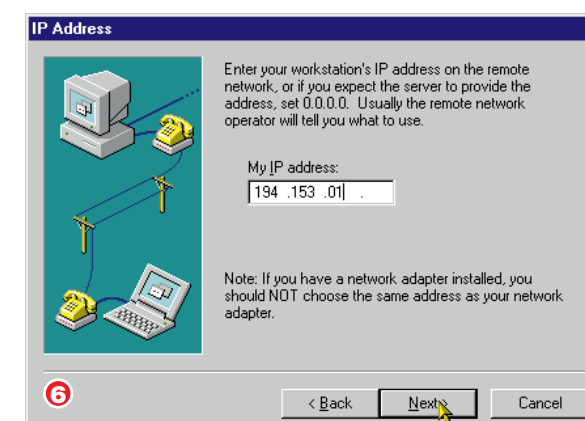 IP Address
Enter your workstation's IP address on the remote
network, or if you expect the server to provide the
address, set 0.0.0.0.  Usually the remote network
operator will tell you what to use.
My IP address:
194 .153 .01 .
Note: If you have a network adapter installed, you
should NOT choose the same address as your network
adapter.
6
< Back
Next >
Cancel